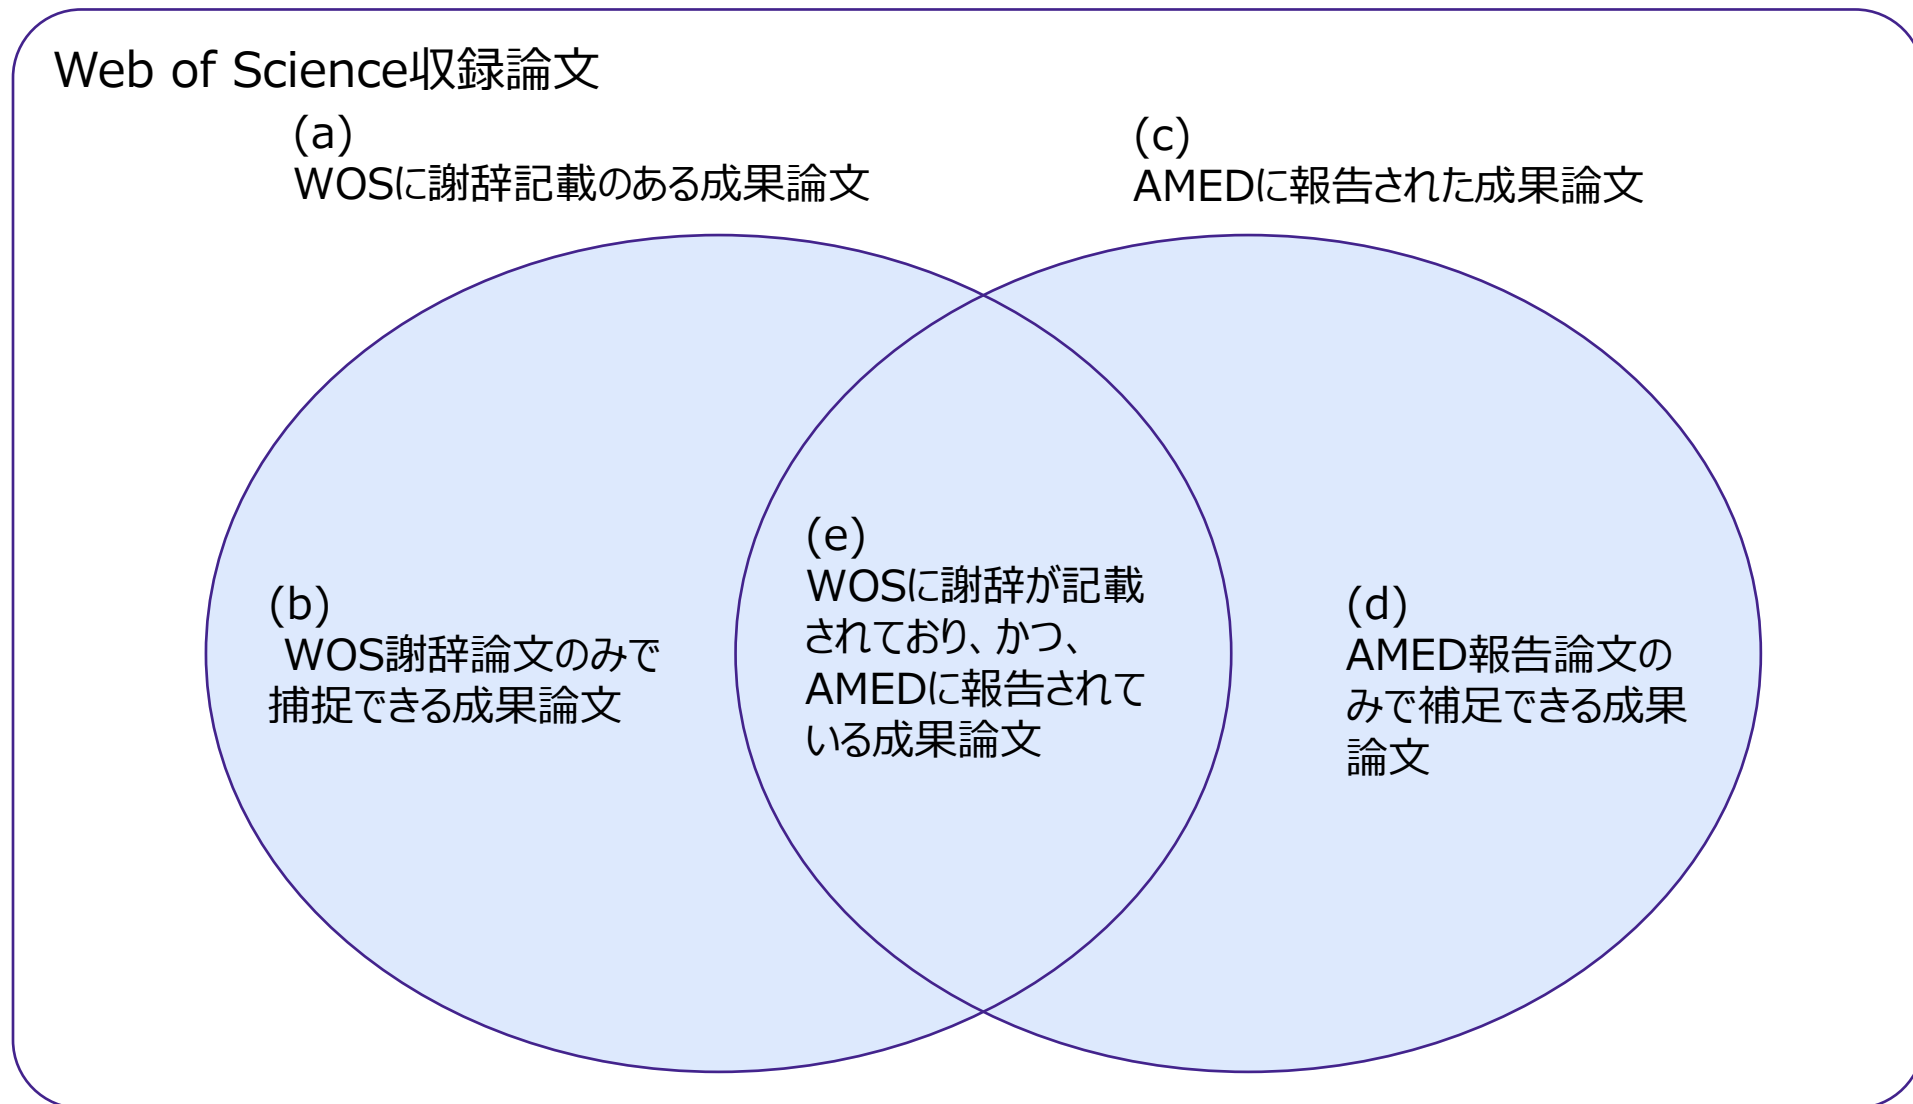 Web of Science収録論文
(a)
WOSに謝辞記載のある成果論文
(c)
AMEDに報告された成果論文
(b)
WOS謝辞論文のみで
捕捉できる成果論文
(e)
WOSに謝辞が記載
されており、かつ、
AMEDに報告されて
いる成果論文
(d)
AMED報告論文の
みで補足できる成果
論文